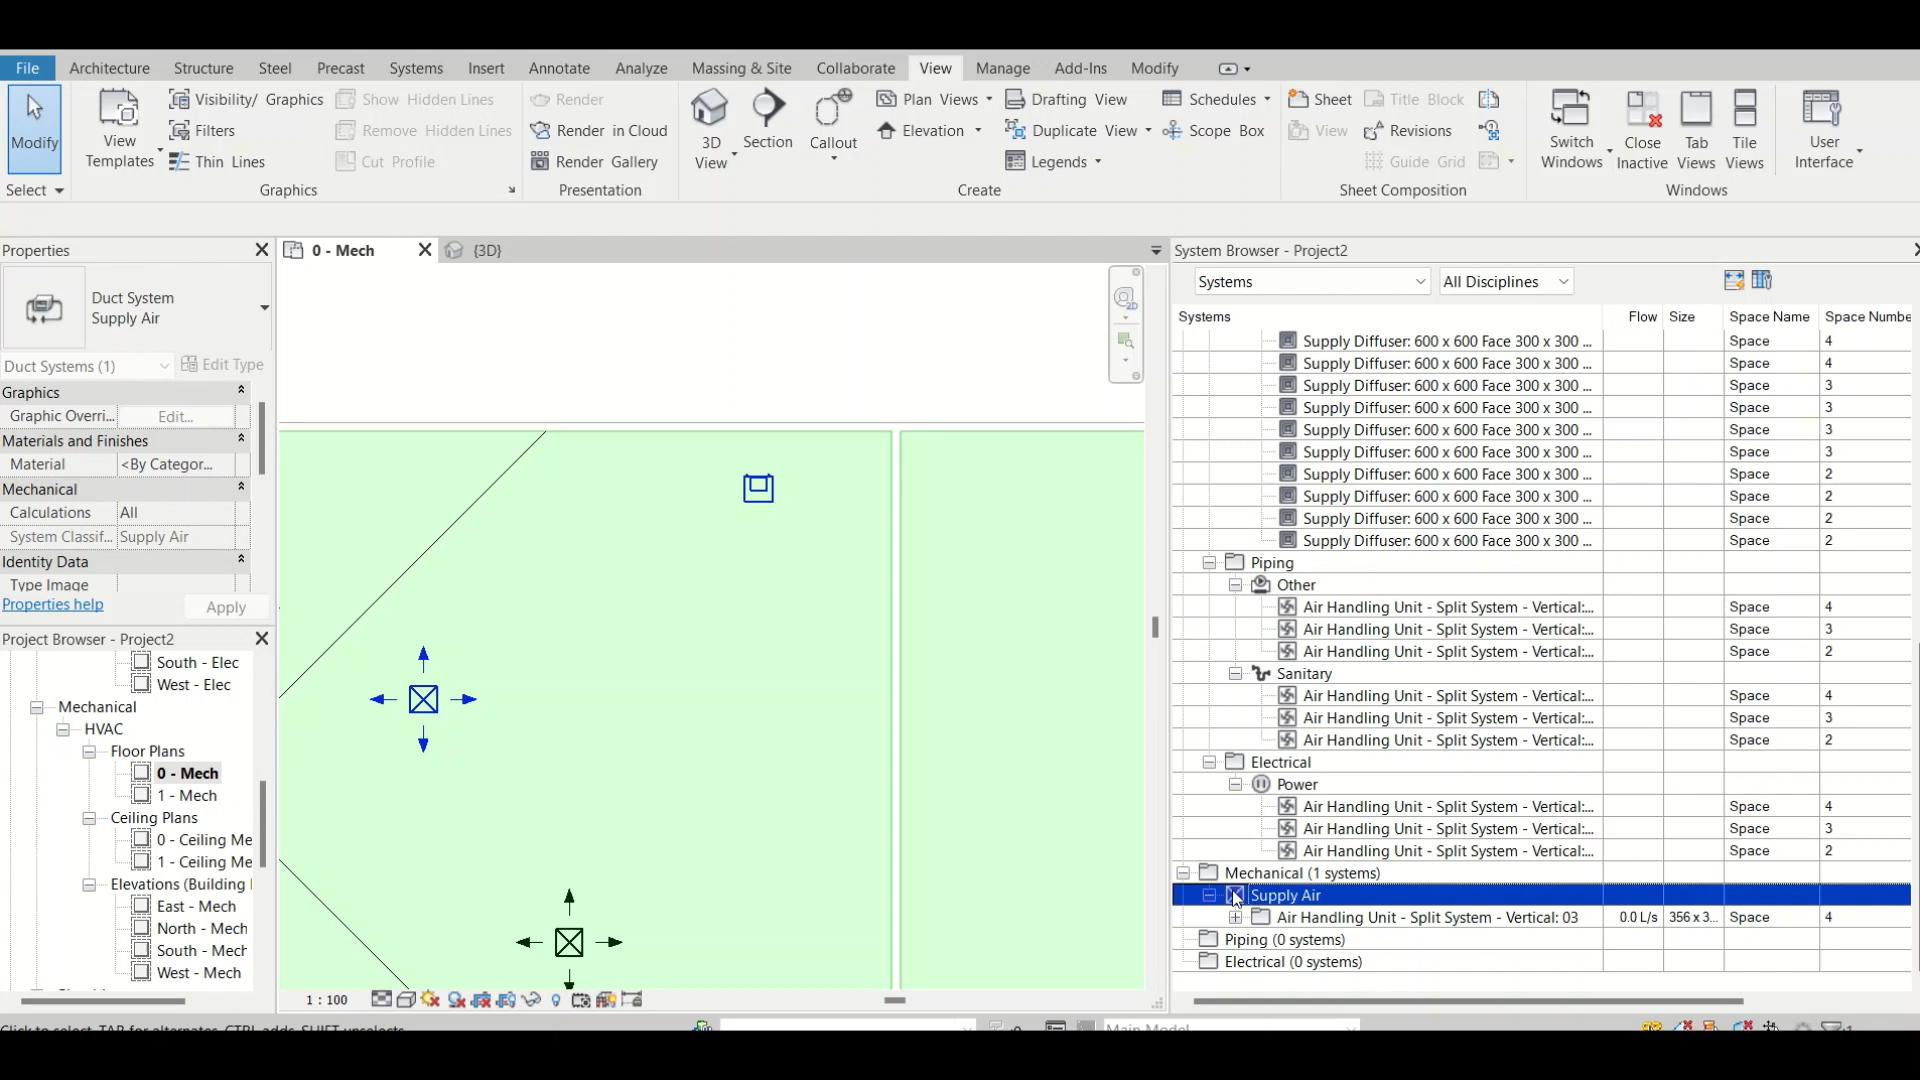 File Architecture Structure Steel Precast Systems Insert Annotate Analyze Massing & Site Collaborate View Manage Add-Ins Modify
Modify
Select
View Templates
Visibility/ Graphics
Filters
Thin Lines
Show Hidden Lines
Remove Hidden Lines
Cut Profile
Graphics
Render
Render in Cloud
Render Gallery
Presentation
3D View
Section
Callout
Plan Views
Elevation
Drafting View
Duplicate View
Legends
Schedules
Scope Box
Create
Sheet
View
Title Block
Revisions
Guide Grid
Sheet Composition
Switch Windows
Close Inactive
Tab Views
Tile Views
Windows
User Interface
Properties
Duct System
Supply Air
Duct Systems (1) Edit Type
Graphics
Graphic Overri... Edit...
Materials and Finishes
Material <By Categor...
Mechanical
Calculations All
System Classif... Supply Air
Identity Data
Type Image
Properties help Apply
Project Browser - Project2
South - Elec
West - Elec
Mechanical
HVAC
Floor Plans
0 - Mech
1 - Mech
Ceiling Plans
0 - Ceiling Me
1 - Ceiling Me
Elevations (Building
East - Mech
North - Mech
South - Mech
West - Mech
0 - Mech {3D}
2D
1 : 100
System Browser - Project2
Systems All Disciplines
Systems Flow Size Space Name Space Numbe
Supply Diffuser: 600 x 600 Face 300 x 300 ... Space 4
Supply Diffuser: 600 x 600 Face 300 x 300 ... Space 4
Supply Diffuser: 600 x 600 Face 300 x 300 ... Space 3
Supply Diffuser: 600 x 600 Face 300 x 300 ... Space 3
Supply Diffuser: 600 x 600 Face 300 x 300 ... Space 3
Supply Diffuser: 600 x 600 Face 300 x 300 ... Space 3
Supply Diffuser: 600 x 600 Face 300 x 300 ... Space 2
Supply Diffuser: 600 x 600 Face 300 x 300 ... Space 2
Supply Diffuser: 600 x 600 Face 300 x 300 ... Space 2
Supply Diffuser: 600 x 600 Face 300 x 300 ... Space 2
Piping
Other
Air Handling Unit - Split System - Vertical:... Space 4
Air Handling Unit - Split System - Vertical:... Space 3
Air Handling Unit - Split System - Vertical:... Space 2
Sanitary
Air Handling Unit - Split System - Vertical:... Space 4
Air Handling Unit - Split System - Vertical:... Space 3
Air Handling Unit - Split System - Vertical:... Space 2
Electrical
Power
Air Handling Unit - Split System - Vertical:... Space 4
Air Handling Unit - Split System - Vertical:... Space 3
Air Handling Unit - Split System - Vertical:... Space 2
Mechanical (1 systems)
Supply Air
Air Handling Unit - Split System - Vertical: 03 0.0 L/s 356 x 3... Space 4
Piping (0 systems)
Electrical (0 systems)
Click to select, TAB for alternates, CTRL adds, SHIFT unselects.
Main Model